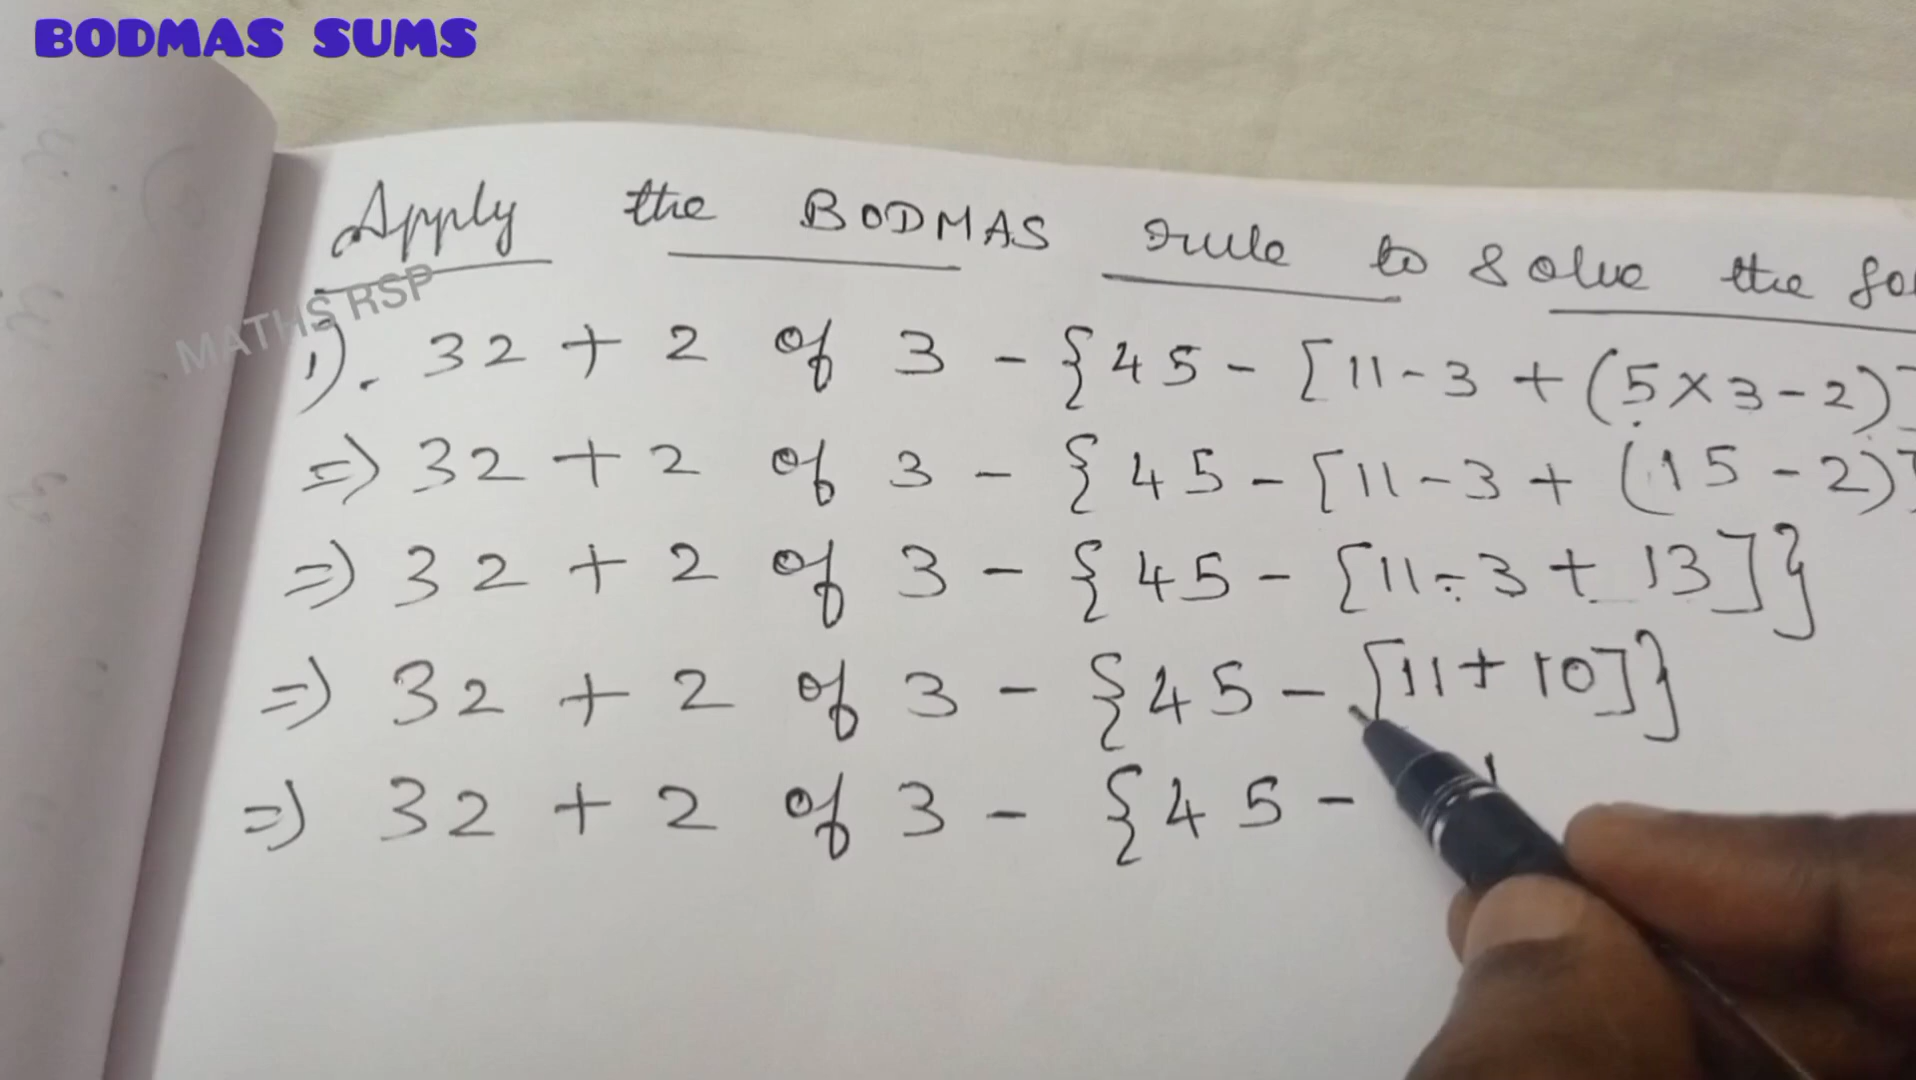 BODMAS SUMS
Apply the BODMAS rule to solve the
MATHS RSP
1). 32 + 2 of 3 - {45 - [11 - 3 + (5 × 3 - 2)]
=) 32 + 2 of 3 - {45 - [11 - 3 + (15 - 2)]
=) 32 + 2 of 3 - {45 - [11 - 3 + 13]}
=) 32 + 2 of 3 - {45 - [11 + 10]}
=) 32 + 2 of 3 - {45 -